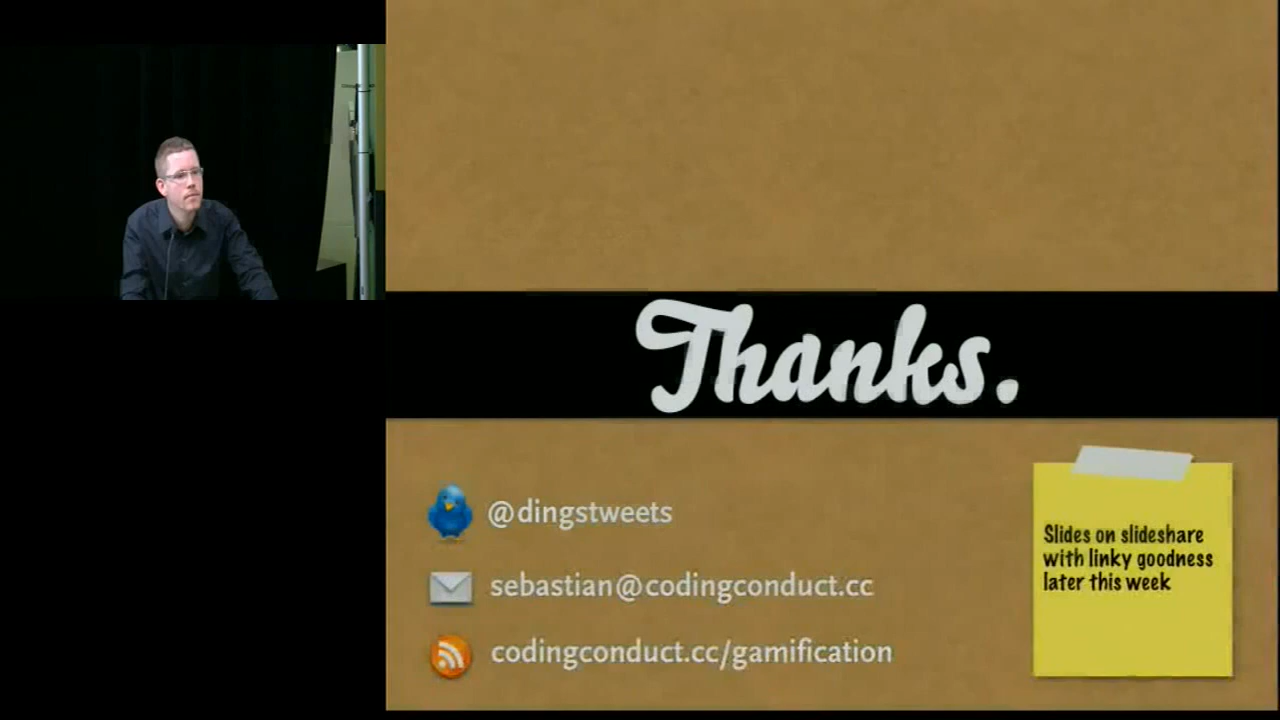 Thanks.
@dingstweets
sebastian@codingconduct.cc
codingconduct.cc/gamification
Slides on slideshare
with linky goodness
later this week